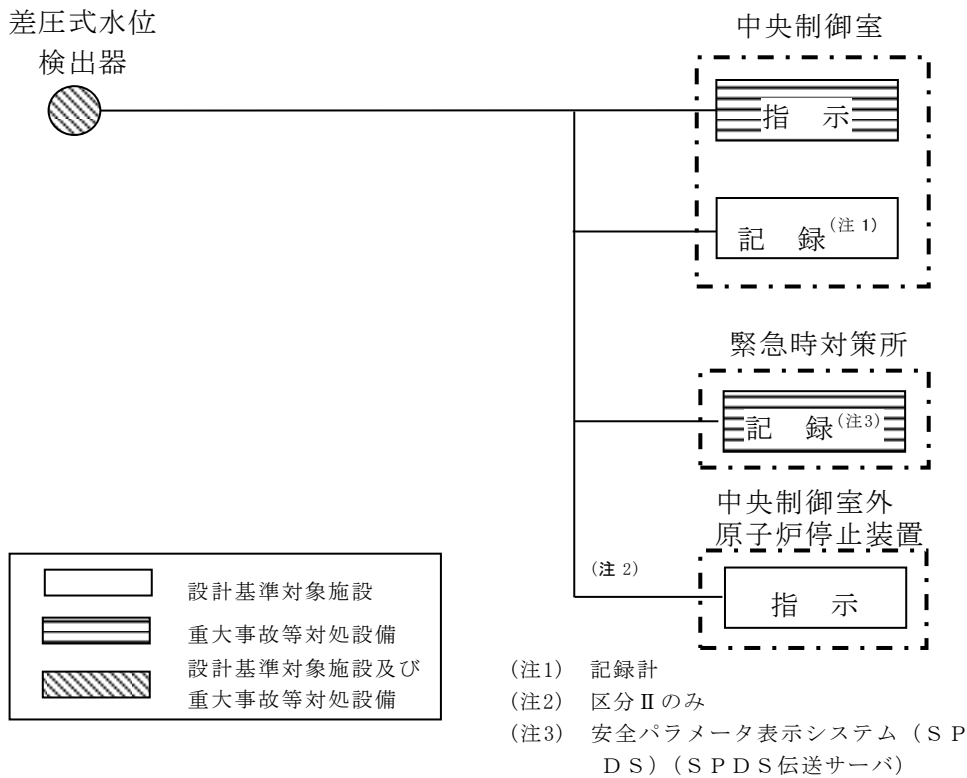 差圧式水位
検出器
中央制御室
指 示
記 録(注 1)
緊急時対策所
記 録(注3)
中央制御室外
原子炉停止装置
(注 2)
指 示
設計基準対象施設
重大事故等対処設備
設計基準対象施設及び
重大事故等対処設備
(注1) 記録計
(注2) 区分Ⅱのみ
(注3) 安全パラメータ表示システム(SP
DS)(SPDS伝送サーバ)